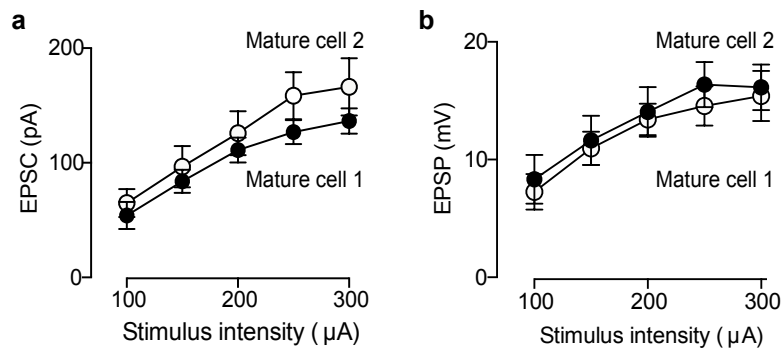 a
EPSC (pA)
200
100
0
Mature cell 2
Mature cell 1
100
200
300
Stimulus intensity ( µA)
b
EPSP (mV)
20
10
0
Mature cell 2
Mature cell 1
100
200
300
Stimulus intensity ( µA)